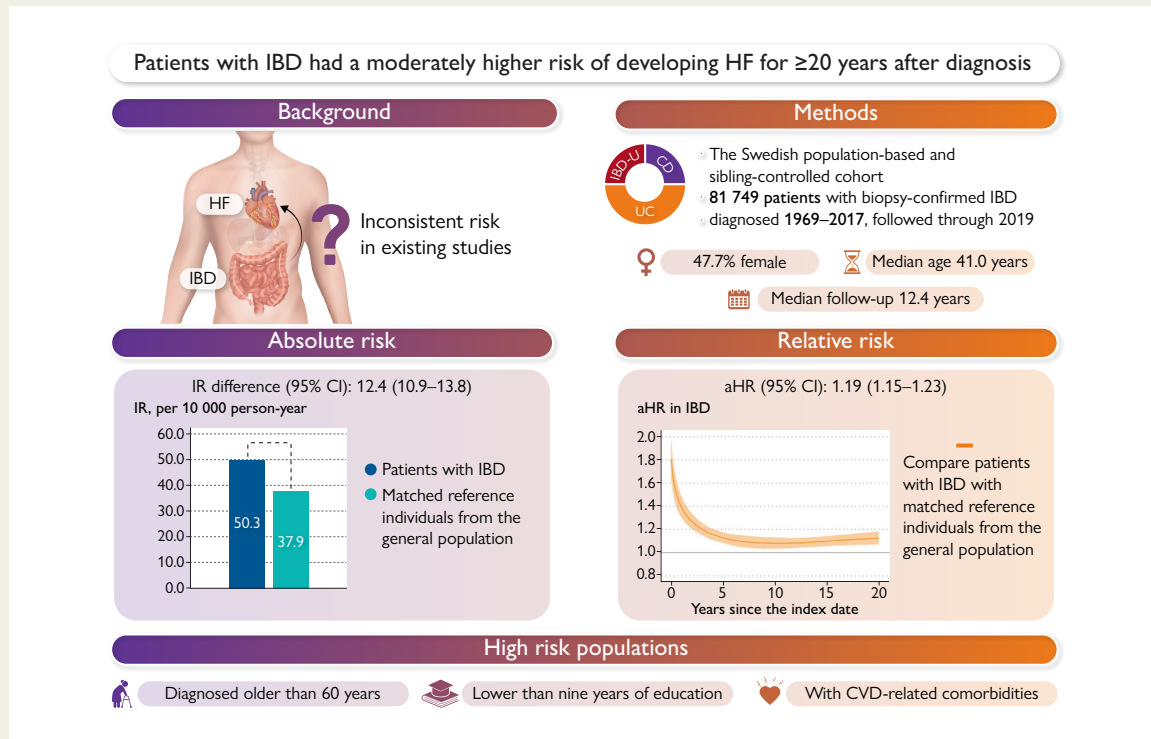 Patients with IBD had a moderately higher risk of developing HF for ≥20 years after diagnosis
Background
HF
IBD
?
Inconsistent risk
in existing studies
Methods
IBD-U
CD
UC
· The Swedish population-based and
sibling-controlled cohort
· 81 749 patients with biopsy-confirmed IBD
· diagnosed 1969–2017, followed through 2019
47.7% female
Median age 41.0 years
Median follow-up 12.4 years
Absolute risk
IR difference (95% CI): 12.4 (10.9–13.8)
IR, per 10 000 person-year
60.0
50.0
40.0
30.0
20.0
10.0
0.0
50.3
37.9
Patients with IBD
Matched reference
individuals from the
general population
Relative risk
aHR (95% CI): 1.19 (1.15–1.23)
aHR in IBD
2.0
1.8
1.6
1.4
1.2
1.0
0.8
0 5 10 15 20
Years since the index date
Compare patients
with IBD with
matched reference
individuals from the
general population
High risk populations
Diagnosed older than 60 years
Lower than nine years of education
With CVD-related comorbidities